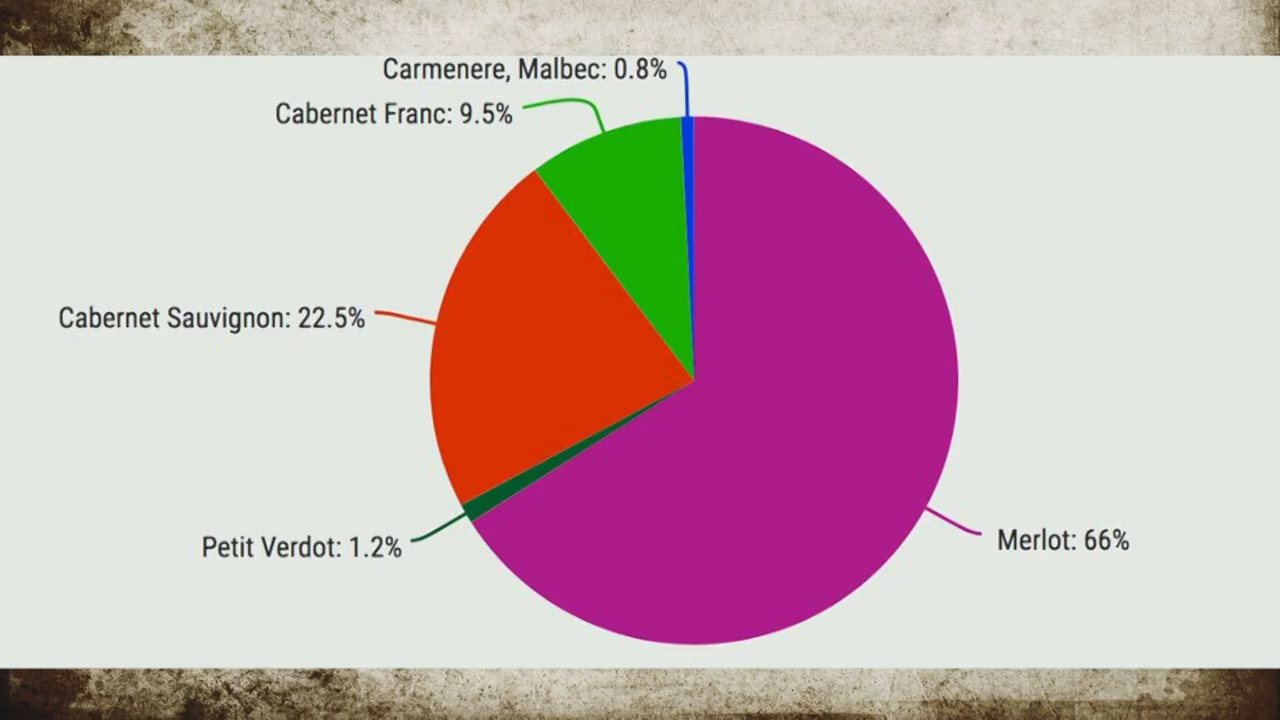 Carmenere, Malbec: 0.8%
Cabernet Franc: 9.5%
Cabernet Sauvignon: 22.5%
Petit Verdot: 1.2%
Merlot: 66%